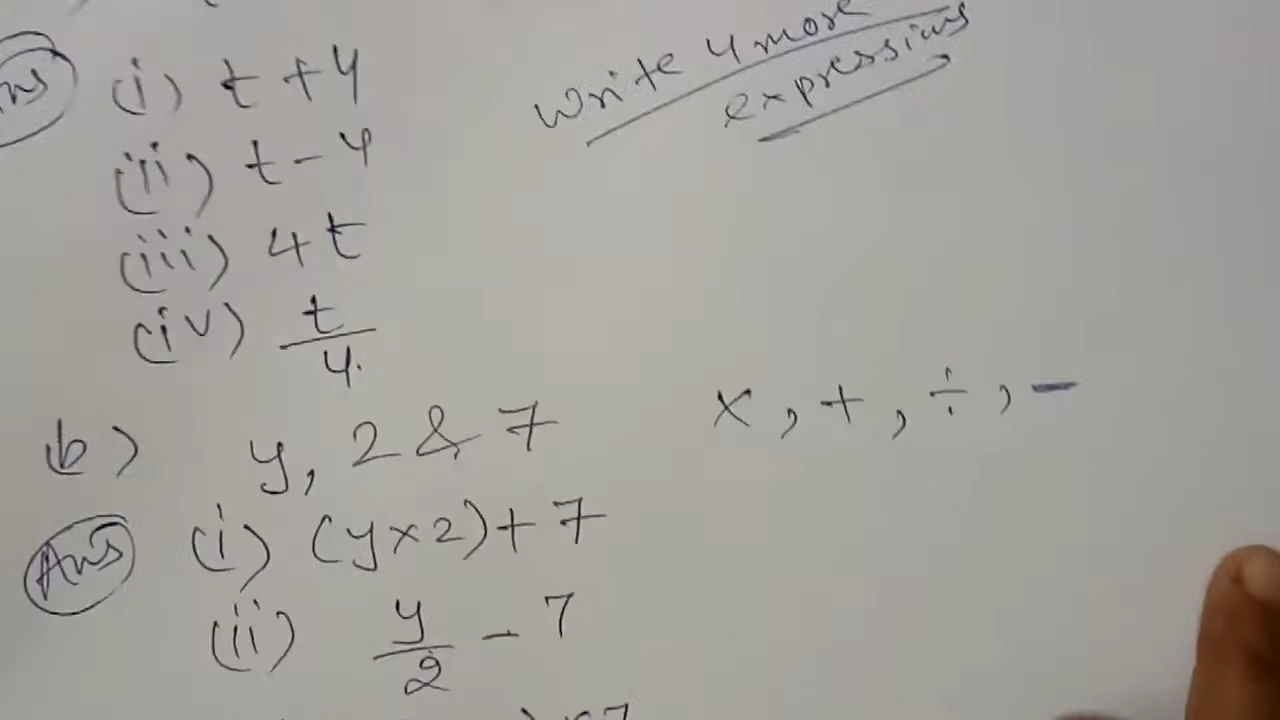 Write 4 more
expressions
Ans (i) t + 4
(ii) t - 4
(iii) 4t
(iv) t/4.
b) y, 2 & 7 ×, +, ÷, -
Ans (i) (y×2) + 7
(ii) y/2 - 7